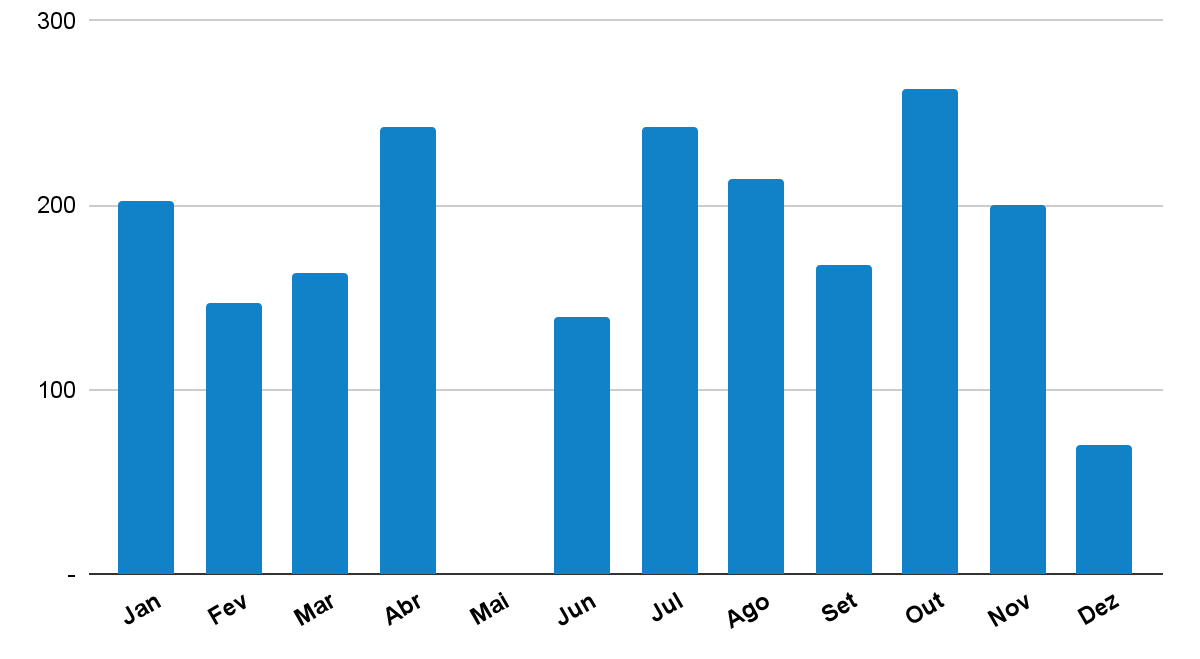 300
200
100
-
Jan
Fev
Mar
Abr
Mai
Jun
Jul
Ago
Set
Out
Nov
Dez